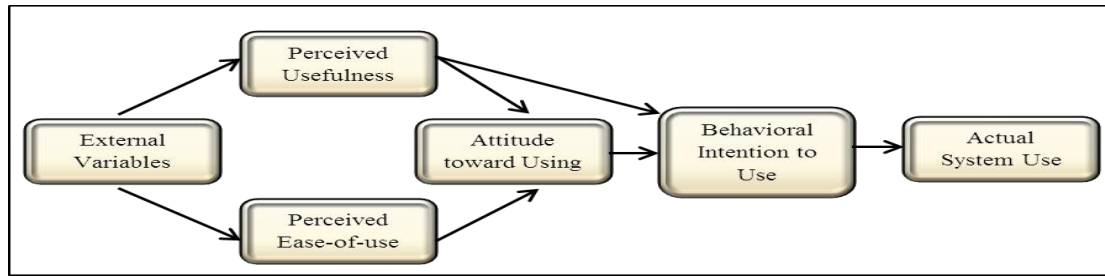 Perceived
Usefulness
External
Variables
Attitude
toward Using
Behavioral
Intention to
Use
Actual
System Use
Perceived
Ease-of-use